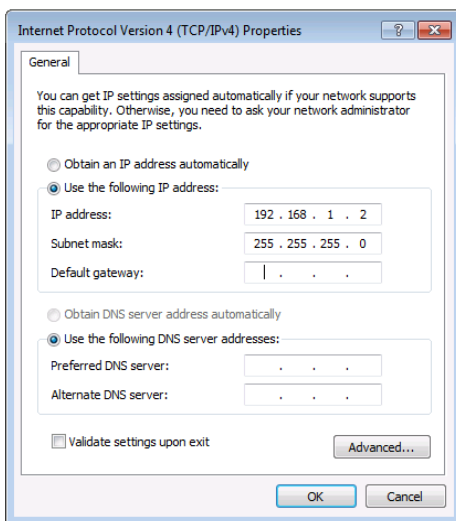 Internet Protocol Version 4 (TCP/IPv4) Properties
General
You can get IP settings assigned automatically if your network supports
this capability. Otherwise, you need to ask your network administrator
for the appropriate IP settings.
Obtain an IP address automatically
Use the following IP address:
IP address: 192 . 168 . 1 . 2
Subnet mask: 255 . 255 . 255 . 0
Default gateway: . . .
Obtain DNS server address automatically
Use the following DNS server addresses:
Preferred DNS server: . . .
Alternate DNS server: . . .
Validate settings upon exit
Advanced...
OK Cancel